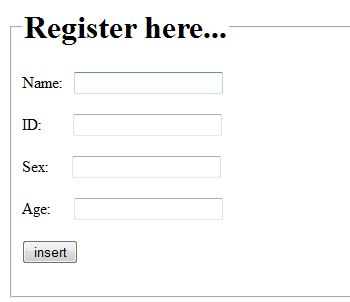 Register here...
Name:
ID:
Sex:
Age:
insert